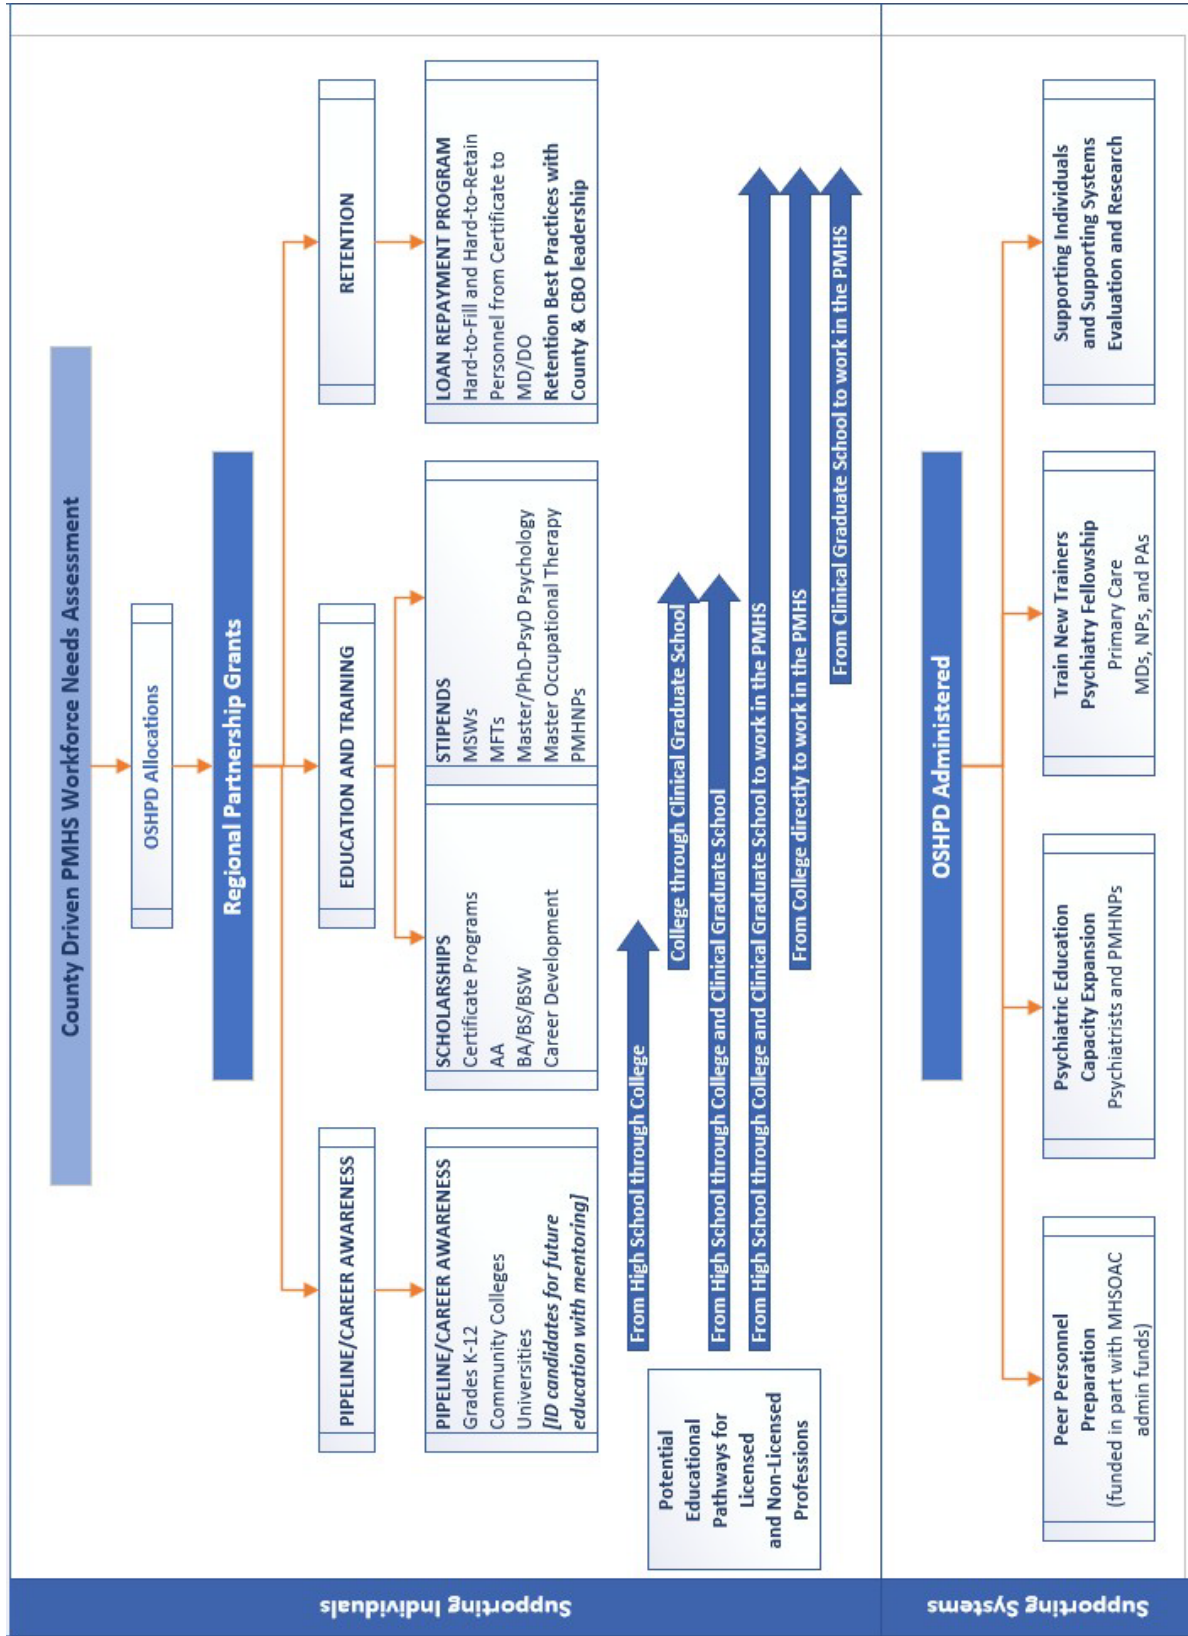 County Driven PMHS Workforce Needs Assessment
OSHPD Allocations
Regional Partnership Grants
PIPELINE/CAREER AWARENESS
EDUCATION AND TRAINING
RETENTION
PIPELINE/CAREER AWARENESS
Grades K-12
Community Colleges
Universities
[ID candidates for future
education with mentoring]
SCHOLARSHIPS
Certificate Programs
AA
BA/BS/BSW
Career Development
STIPENDS
MSWs
MFTs
Master/PhD-PsyD Psychology
Master Occupational Therapy
PMHNPs
LOAN REPAYMENT PROGRAM
Hard-to-Fill and Hard-to-Retain
Personnel from Certificate to
MD/DO
Retention Best Practices with
County & CBO leadership
Potential
Educational
Pathways for
Licensed
and Non-Licensed
Professions
From High School through College
College through Clinical Graduate School
From High School through College and Clinical Graduate School
From High School through College and Clinical Graduate School to work in the PMHS
From College directly to work in the PMHS
From Clinical Graduate School to work in the PMHS
Supporting Individuals
OSHPD Administered
Peer Personnel
Preparation
(funded in part with MHSOAC
admin funds)
Psychiatric Education
Capacity Expansion
Psychiatrists and PMHNPs
Train New Trainers
Psychiatry Fellowship
Primary Care
MDs, NPs, and PAs
Supporting Individuals
and Supporting Systems
Evaluation and Research
Supporting Systems